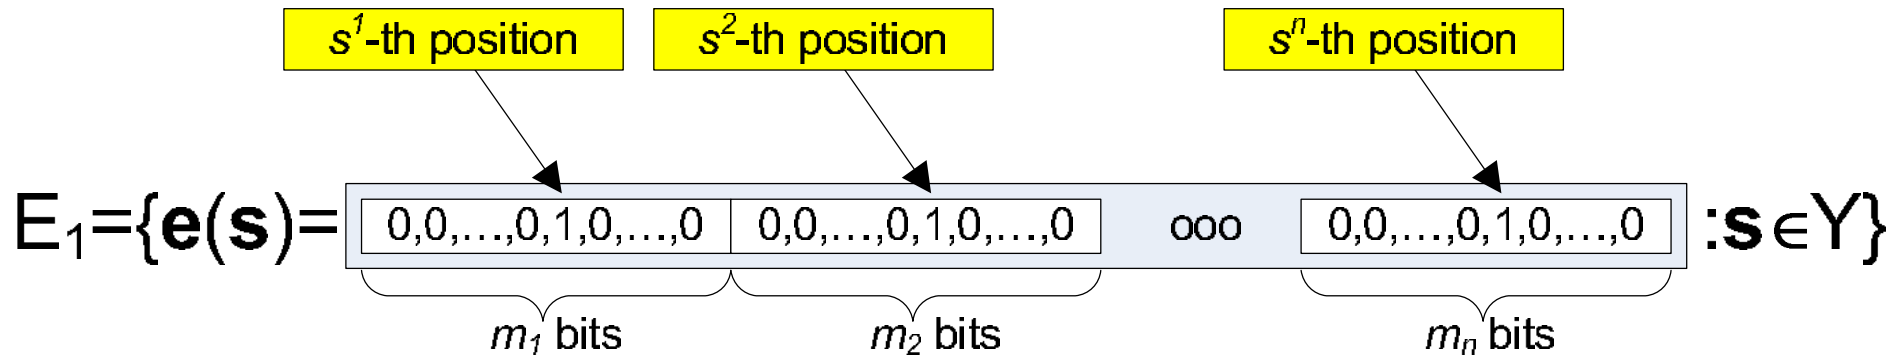 s¹-th position s²-th position sⁿ-th position
E₁={e(s)= 0,0,…,0,1,0,…,0 0,0,…,0,1,0,…,0 ooo 0,0,…,0,1,0,…,0 :s∈Y}
m₁ bits m₂ bits mₙ bits